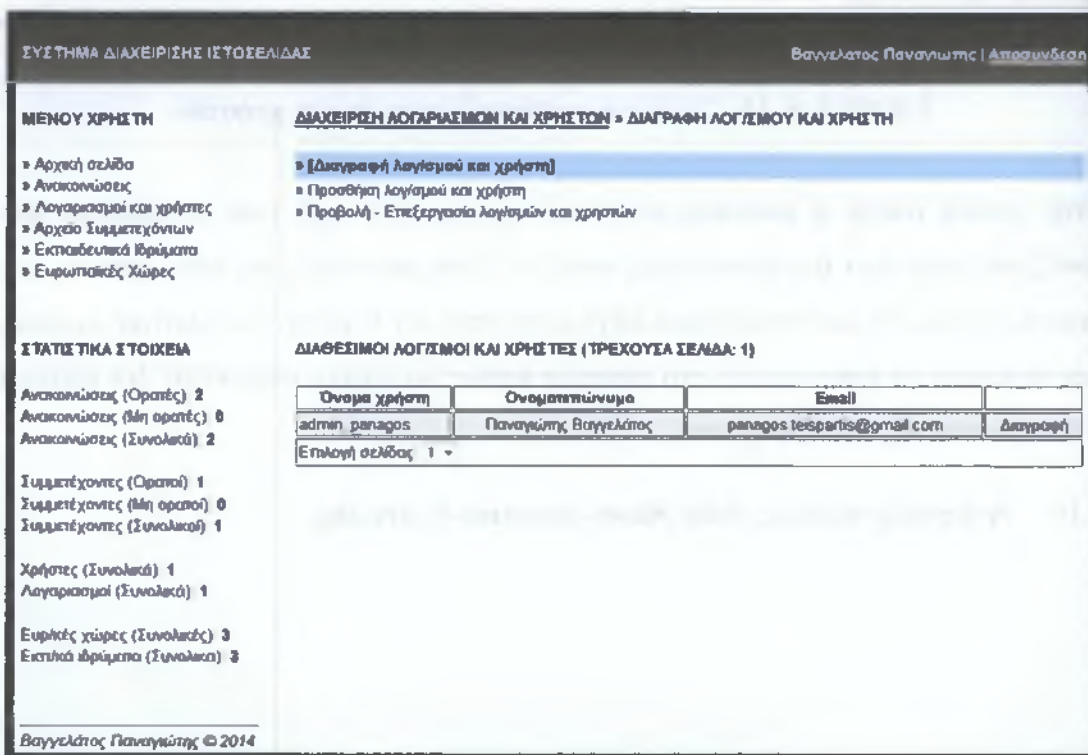 ΣΥΣΤΗΜΑ ΔΙΑΧΕΙΡΙΣΗΣ ΙΣΤΟΣΕΛΙΔΑΣ
Βαγγελάτος Παναγιώτης | Αποσύνδεση
ΜΕΝΟΥ ΧΡΗΣΤΗ
» Αρχική σελίδα
» Ανακοινώσεις
» Λογαριασμοί και χρήστες
» Αρχείο Συμμετεχόντων
» Εκπαιδευτικά Ιδρύματα
» Ευρωπαϊκές Χώρες
ΔΙΑΧΕΙΡΙΣΗ ΛΟΓΑΡΙΑΣΜΩΝ ΚΑΙ ΧΡΗΣΤΩΝ » ΔΙΑΓΡΑΦΗ ΛΟΓ/ΣΜΟΥ ΚΑΙ ΧΡΗΣΤΗ
» [Διαγραφή λογ/σμού και χρήστη]
» Προσθήκη λογ/σμού και χρήστη
» Προβολή - Επεξεργασία λογ/σμών και χρηστών
ΣΤΑΤΙΣΤΙΚΑ ΣΤΟΙΧΕΙΑ
Ανακοινώσεις (Ορατές) 2
Ανακοινώσεις (Μη ορατές) 0
Ανακοινώσεις (Συνολικά) 2
Συμμετέχοντες (Ορατοί) 1
Συμμετέχοντες (Μη ορατοί) 0
Συμμετέχοντες (Συνολικοί) 1
Χρήστες (Συνολικά) 1
Λογαριασμοί (Συνολικά) 1
Ευρ/κές χώρες (Συνολικές) 3
Εκπ/κά ιδρύματα (Συνολικα) 3
ΔΙΑΘΕΣΙΜΟΙ ΛΟΓ/ΣΜΟΙ ΚΑΙ ΧΡΗΣΤΕΣ (ΤΡΕΧΟΥΣΑ ΣΕΛΙΔΑ: 1)
Όνομα χρήστη Ονοματεπώνυμο Email
admin_panagos Παναγιώτης Βαγγελάτος panagos.teispartis@gmail.com Διαγραφή
Επιλογή σελίδας 1
Βαγγελάτος Παναγιώτης © 2014